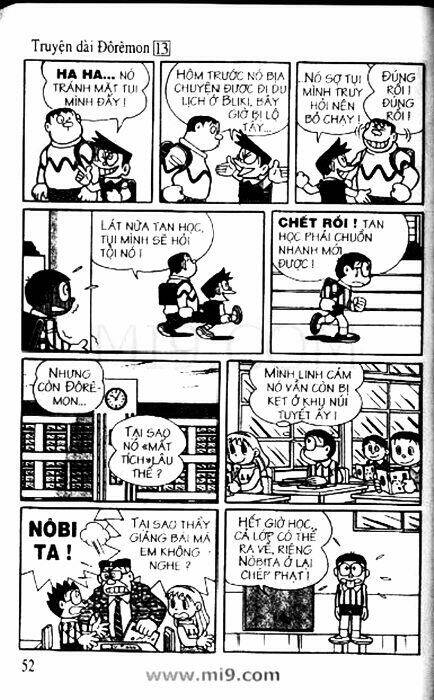 Truyện dài Đôrêmon 13
HA HA... NÓ
TRÁNH MẶT TỤI
MÌNH ĐẤY !
HÔM TRƯỚC NÓ BỊA
CHUYỆN ĐƯỢC ĐI DU
LỊCH Ở BLIKI, BÂY
GIỜ BỊ LỘ
TẨY...
NÓ SỢ TỤI
MÌNH TRUY
HỎI NÊN
BỎ CHẠY !
ĐÚNG
RỒI !
ĐÚNG
RỒI !
LÁT NỮA TAN HỌC,
TỤI MÌNH SẼ HỎI
TỘI NÓ !
CHẾT RỒI ! TAN
HỌC PHẢI CHUỒN
NHANH MỚI
ĐƯỢC !
NHƯNG
CÒN ĐÔRÊ-
MON...
TẠI SAO
NÓ «MẤT
TÍCH»LÂU
THẾ ?
MÌNH LINH CẢM
NÓ VẪN CÒN BỊ
KẸT Ở KHU NÚI
TUYẾT ẤY !
NÔBI
TA !
TẠI SAO THẦY
GIẢNG BÀI MÀ
EM KHÔNG
NGHE ?
HẾT GIỜ HỌC,
CẢ LỚP CÓ THỂ
RA VỀ, RIÊNG
NÔBITA Ở LẠI
CHÉP PHẠT !
52
www.mi9.com
MI9.COM